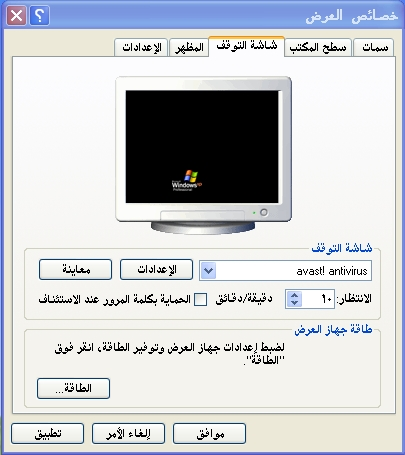 خصائص العرض
سمات
سطح المكتب
شاشة التوقف
المظهر
الإعدادات
Windows xp
Professional
شاشة التوقف
avast! antivirus
الإعدادات
معاينة
الانتظار:
١٠
دقيقة/دقائق
الحماية بكلمة المرور عند الاستئناف
طاقة جهاز العرض
لضبط إعدادات جهاز العرض وتوفير الطاقة، انقر فوق
"الطاقة".
الطاقة...
موافق
إلغاء الأمر
تطبيق